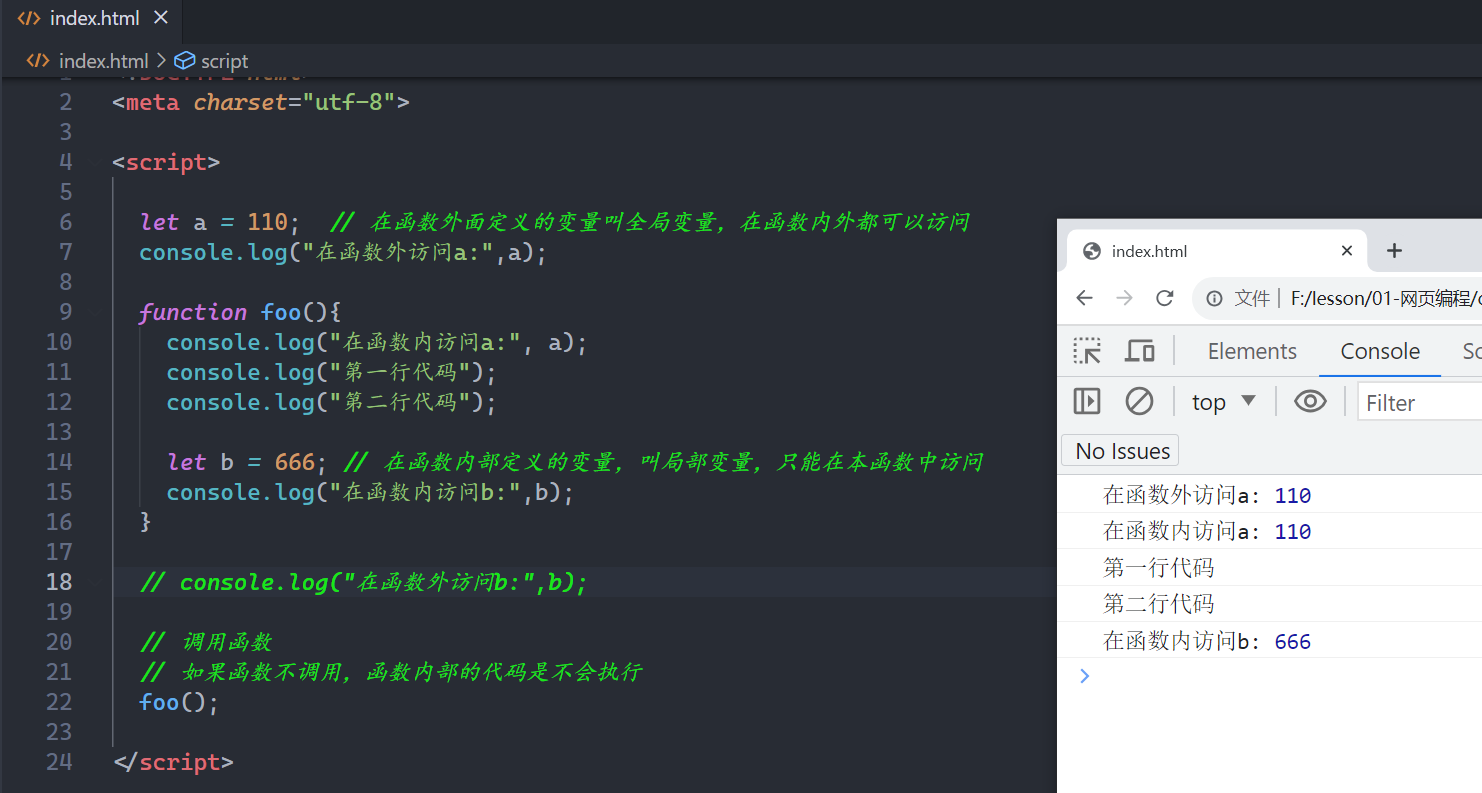 index.html
index.html > script
2 <meta charset="utf-8">
3
4 <script>
5
6 let a = 110; // 在函数外面定义的变量叫全局变量，在函数内外都可以访问
7 console.log("在函数外访问a:",a);
8
9 function foo(){
10 console.log("在函数内访问a:", a);
11 console.log("第一行代码");
12 console.log("第二行代码");
13
14 let b = 666; // 在函数内部定义的变量，叫局部变量，只能在本函数中访问
15 console.log("在函数内访问b:",b);
16 }
17
18 // console.log("在函数外访问b:",b);
19
20 // 调用函数
21 // 如果函数不调用，函数内部的代码是不会执行
22 foo();
23
24 </script>
index.html
文件 | F:/lesson/01-网页编程/
Elements Console
top Filter
No Issues
在函数外访问a: 110
在函数内访问a: 110
第一行代码
第二行代码
在函数内访问b: 666